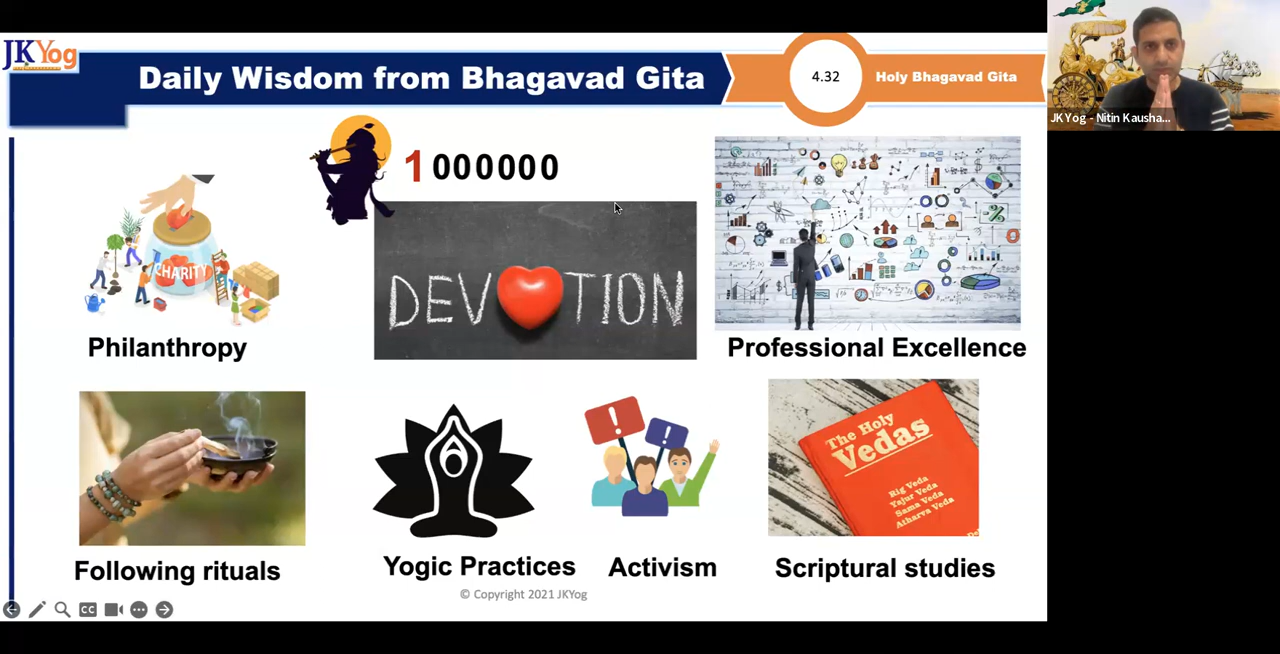 JKYog
Daily Wisdom from Bhagavad Gita
4.32
Holy Bhagavad Gita
JKYog - Nitin Kausha...
1 000000
CHARITY
DEVOTION
Philanthropy
Professional Excellence
The Holy
Vedas
Rig Veda
Yajur Veda
Sama Veda
Atharva Veda
Following rituals
Yogic Practices
Activism
Scriptural studies
© Copyright 2021 JKYog
CC